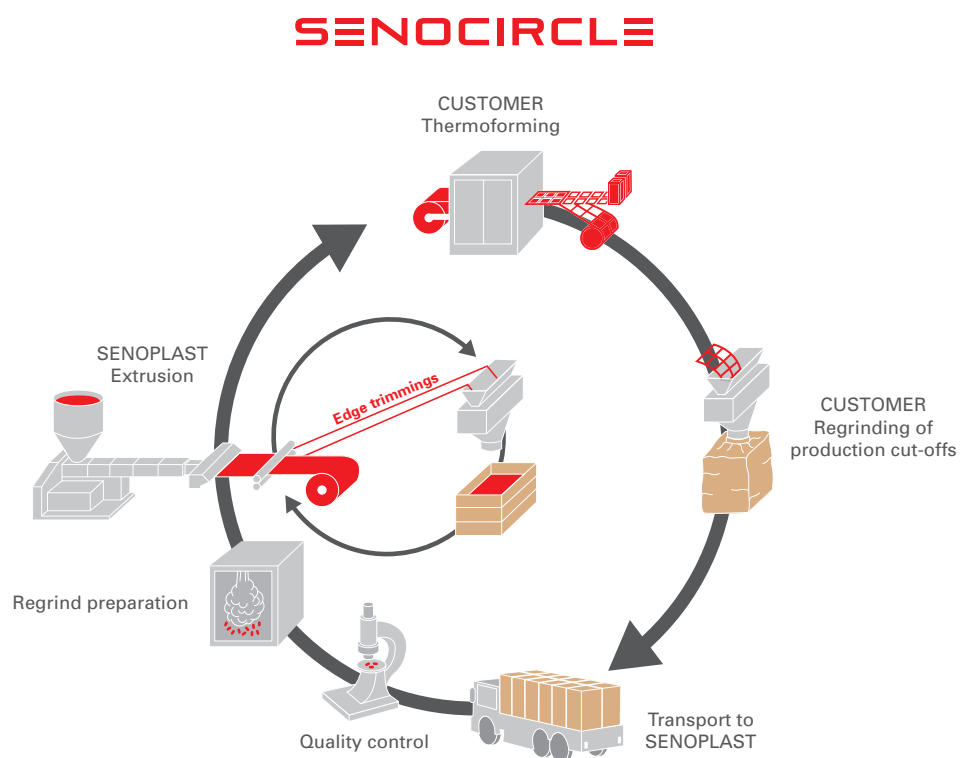 SENOCIRCLE
CUSTOMER
Thermoforming
SENOPLAST
Extrusion
Edge trimmings
CUSTOMER
Regrinding of
production cut-offs
Regrind preparation
Quality control
Transport to
SENOPLAST